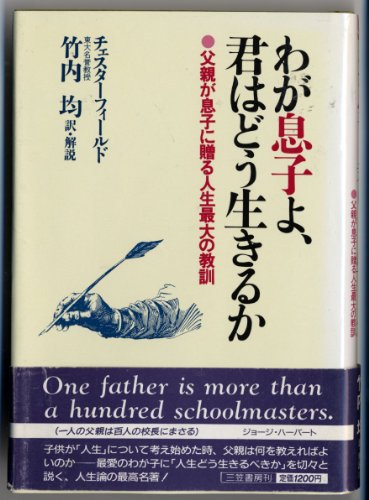 わが息子よ、
君はどう生きるか
●父親が息子に贈る人生最大の教訓
チェスターフィールド
東大名誉教授
竹内 均 訳・解説
One father is more than
a hundred schoolmasters.
(一人の父親は百人の校長にまさる)
ジョージ・ハーバート
子供が「人生」について考え始めた時、父親は何を教えれば
よいのか──最愛のわが子に「人生どう生きるべきか」を切々と
説く、人生論の最高名著!
三笠書房刊
定価1200円
●父親が息子に贈る人生最大の教訓
竹内